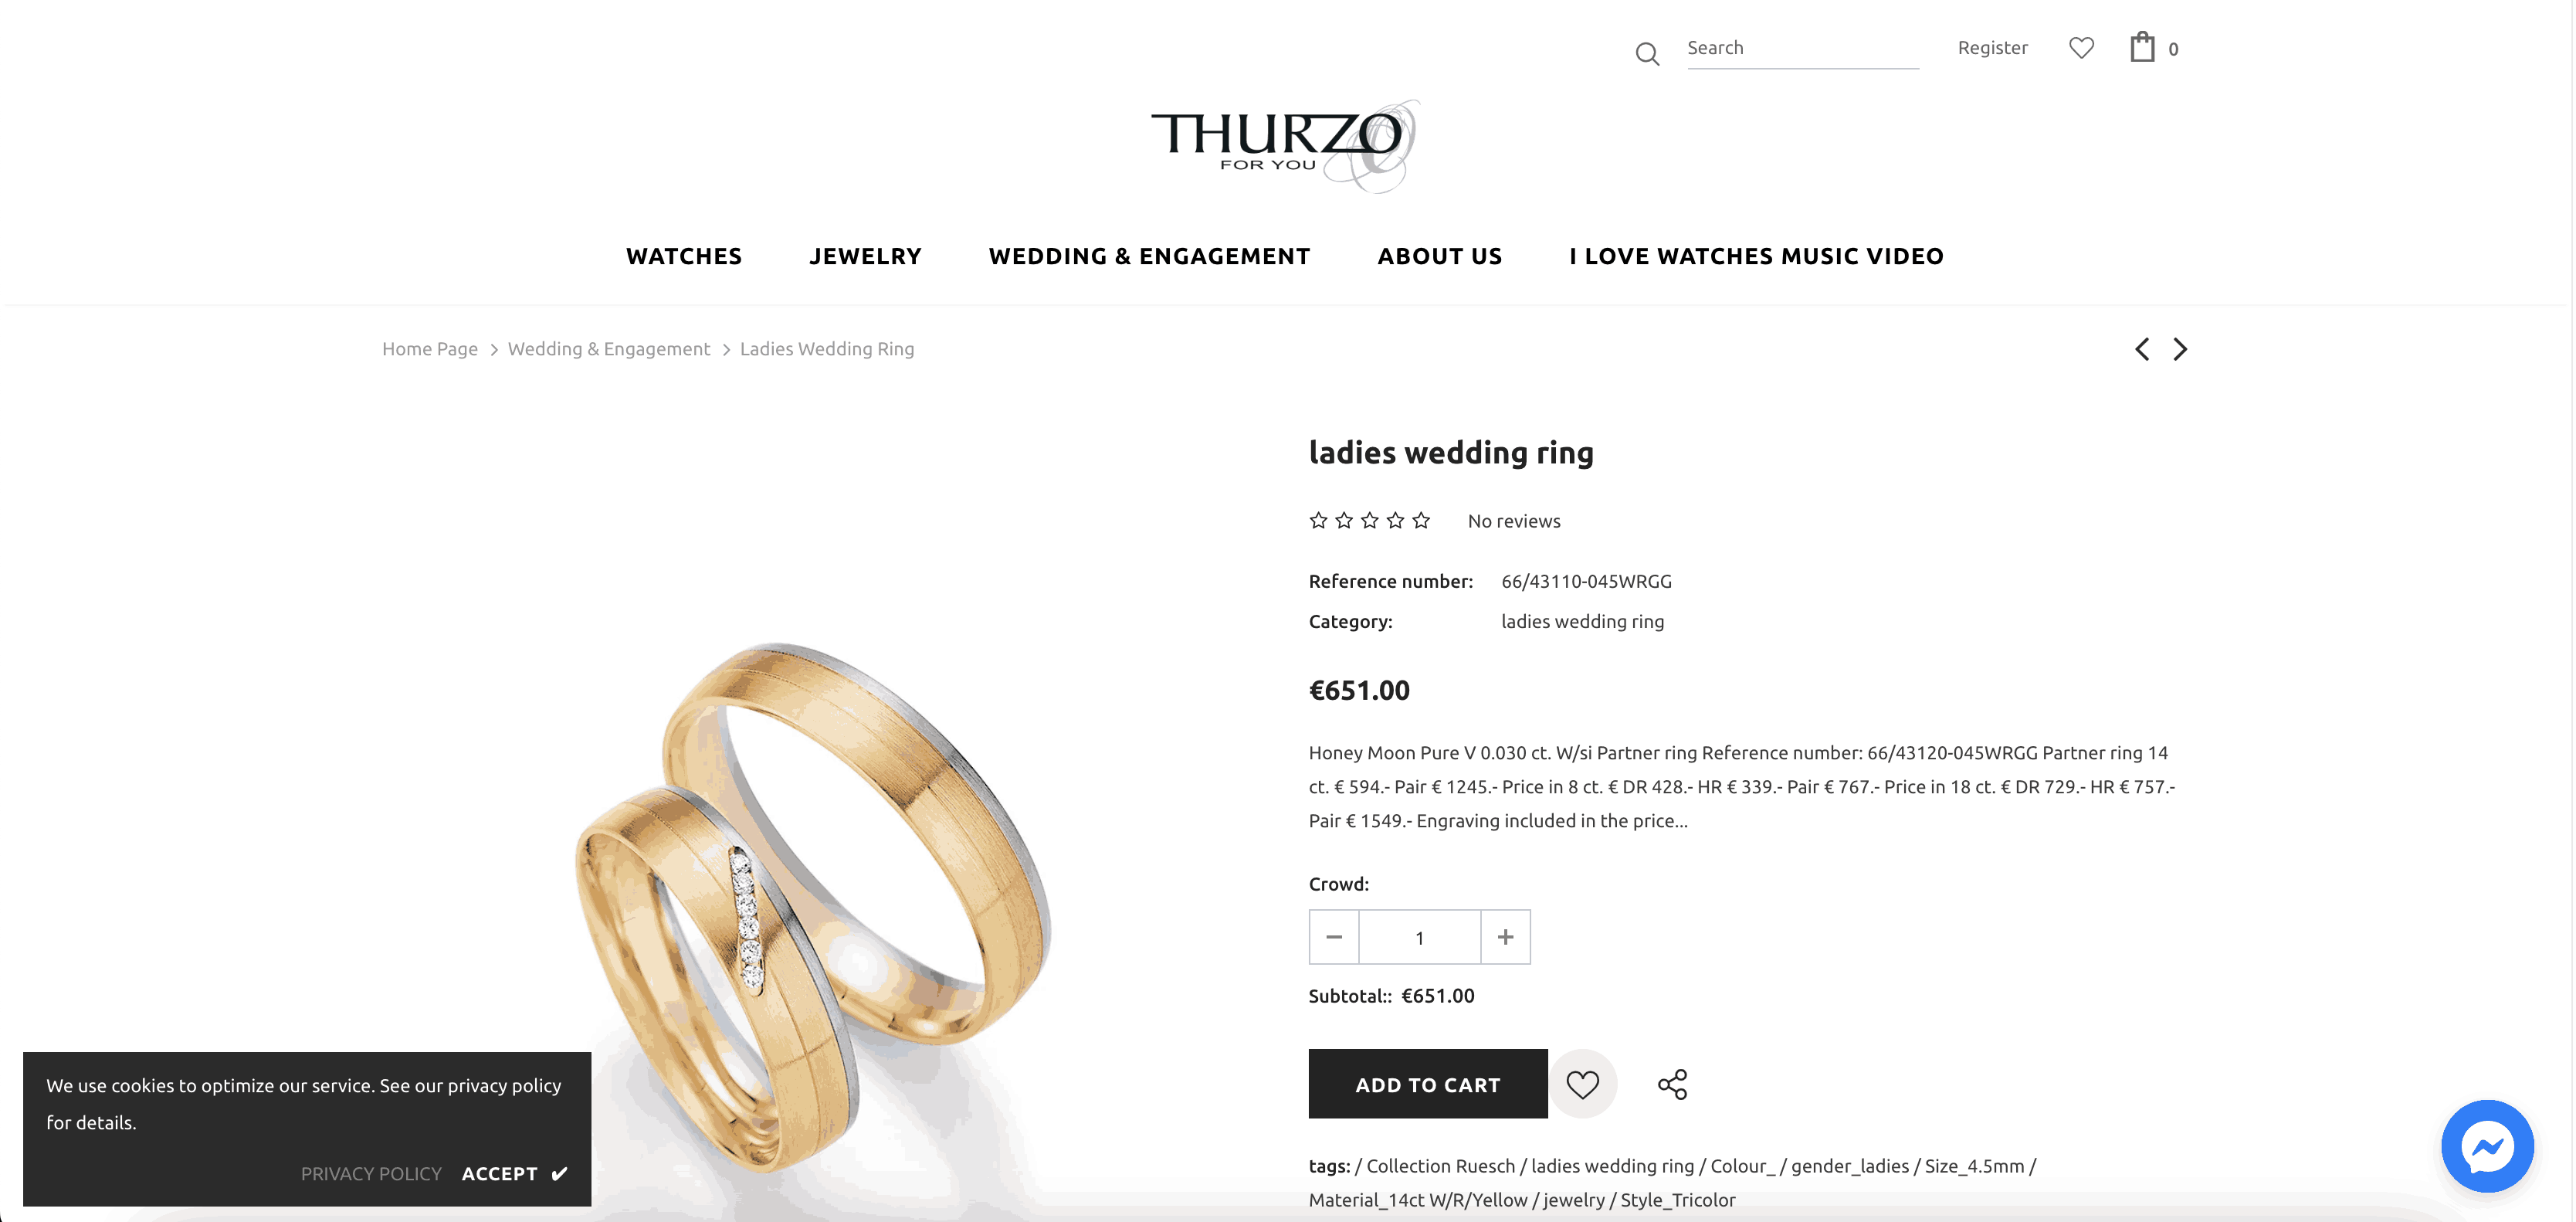 Search
Register
0
THURZO
FOR YOU
WATCHES
JEWELRY
WEDDING & ENGAGEMENT
ABOUT US
I LOVE WATCHES MUSIC VIDEO
Home Page > Wedding & Engagement > Ladies Wedding Ring
ladies wedding ring
No reviews
Reference number: 66/43110-045WRGG
Category: ladies wedding ring
€651.00
Honey Moon Pure V 0.030 ct. W/si Partner ring Reference number: 66/43120-045WRGG Partner ring 14
ct. € 594.- Pair € 1245.- Price in 8 ct. € DR 428.- HR € 339.- Pair € 767.- Price in 18 ct. € DR 729.- HR € 757.-
Pair € 1549.- Engraving included in the price...
Crowd:
1
Subtotal:: €651.00
ADD TO CART
tags: / Collection Ruesch / ladies wedding ring / Colour_ / gender_ladies / Size_4.5mm /
Material_14ct W/R/Yellow / jewelry / Style_Tricolor
We use cookies to optimize our service. See our privacy policy
for details.
PRIVACY POLICY
ACCEPT ✔